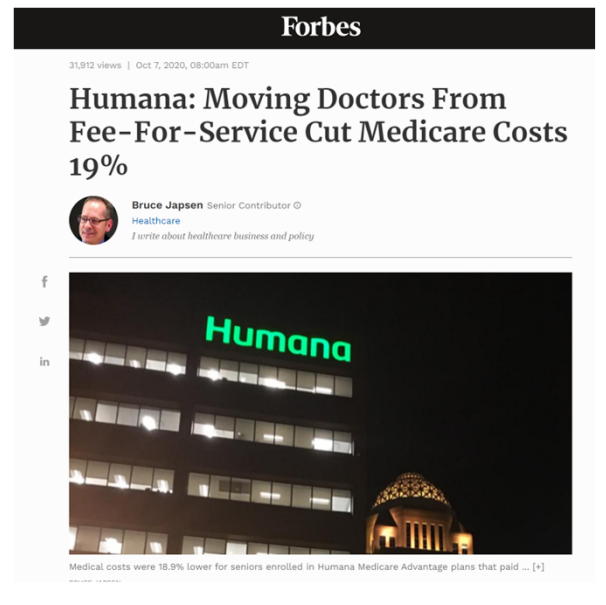 Forbes
31,912 views | Oct 7, 2020, 08:00am EDT
Humana: Moving Doctors From
Fee-For-Service Cut Medicare Costs
19%
Bruce Japsen Senior Contributor
Healthcare
I write about healthcare business and policy
f
in
Humana
Medical costs were 18.9% lower for seniors enrolled in Humana Medicare Advantage plans that paid ... [+]